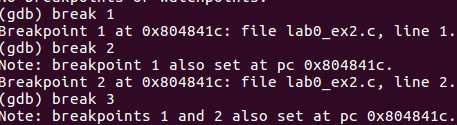 (gdb) break 1
Breakpoint 1 at 0x804841c: file lab0_ex2.c, line 1.
(gdb) break 2
Note: breakpoint 1 also set at pc 0x804841c.
Breakpoint 2 at 0x804841c: file lab0_ex2.c, line 2.
(gdb) break 3
Note: breakpoints 1 and 2 also set at pc 0x804841c.